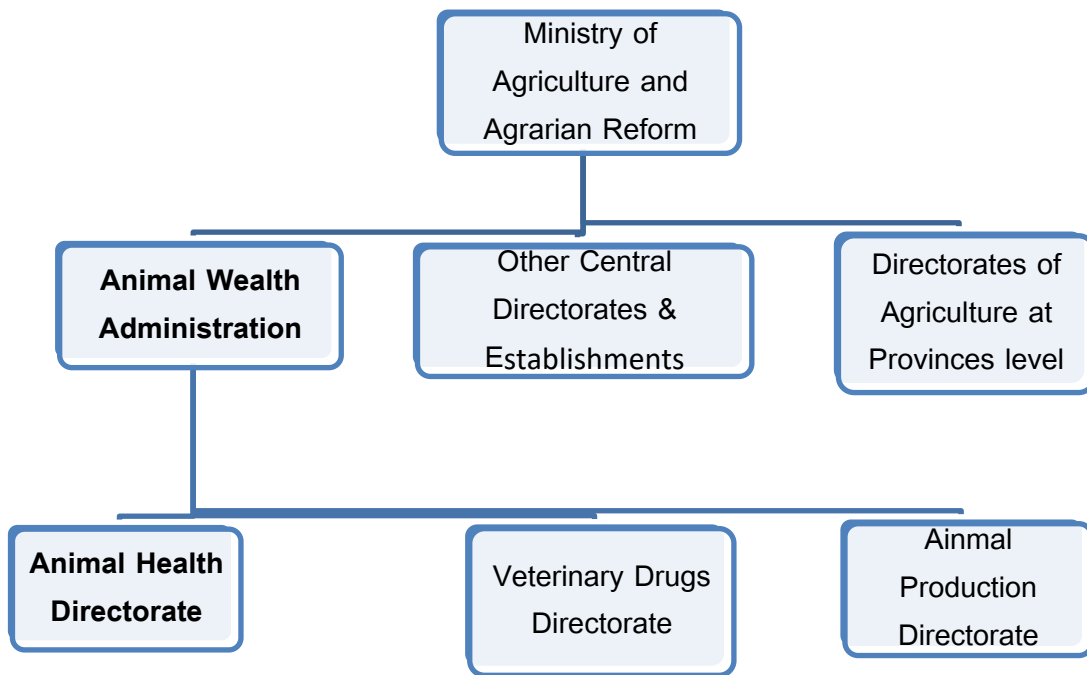 Ministry of
Agriculture and
Agrarian Reform
Animal Wealth
Administration
Other Central
Directorates &
Establishments
Directorates of
Agriculture at
Provinces level
Animal Health
Directorate
Veterinary Drugs
Directorate
Ainmal
Production
Directorate